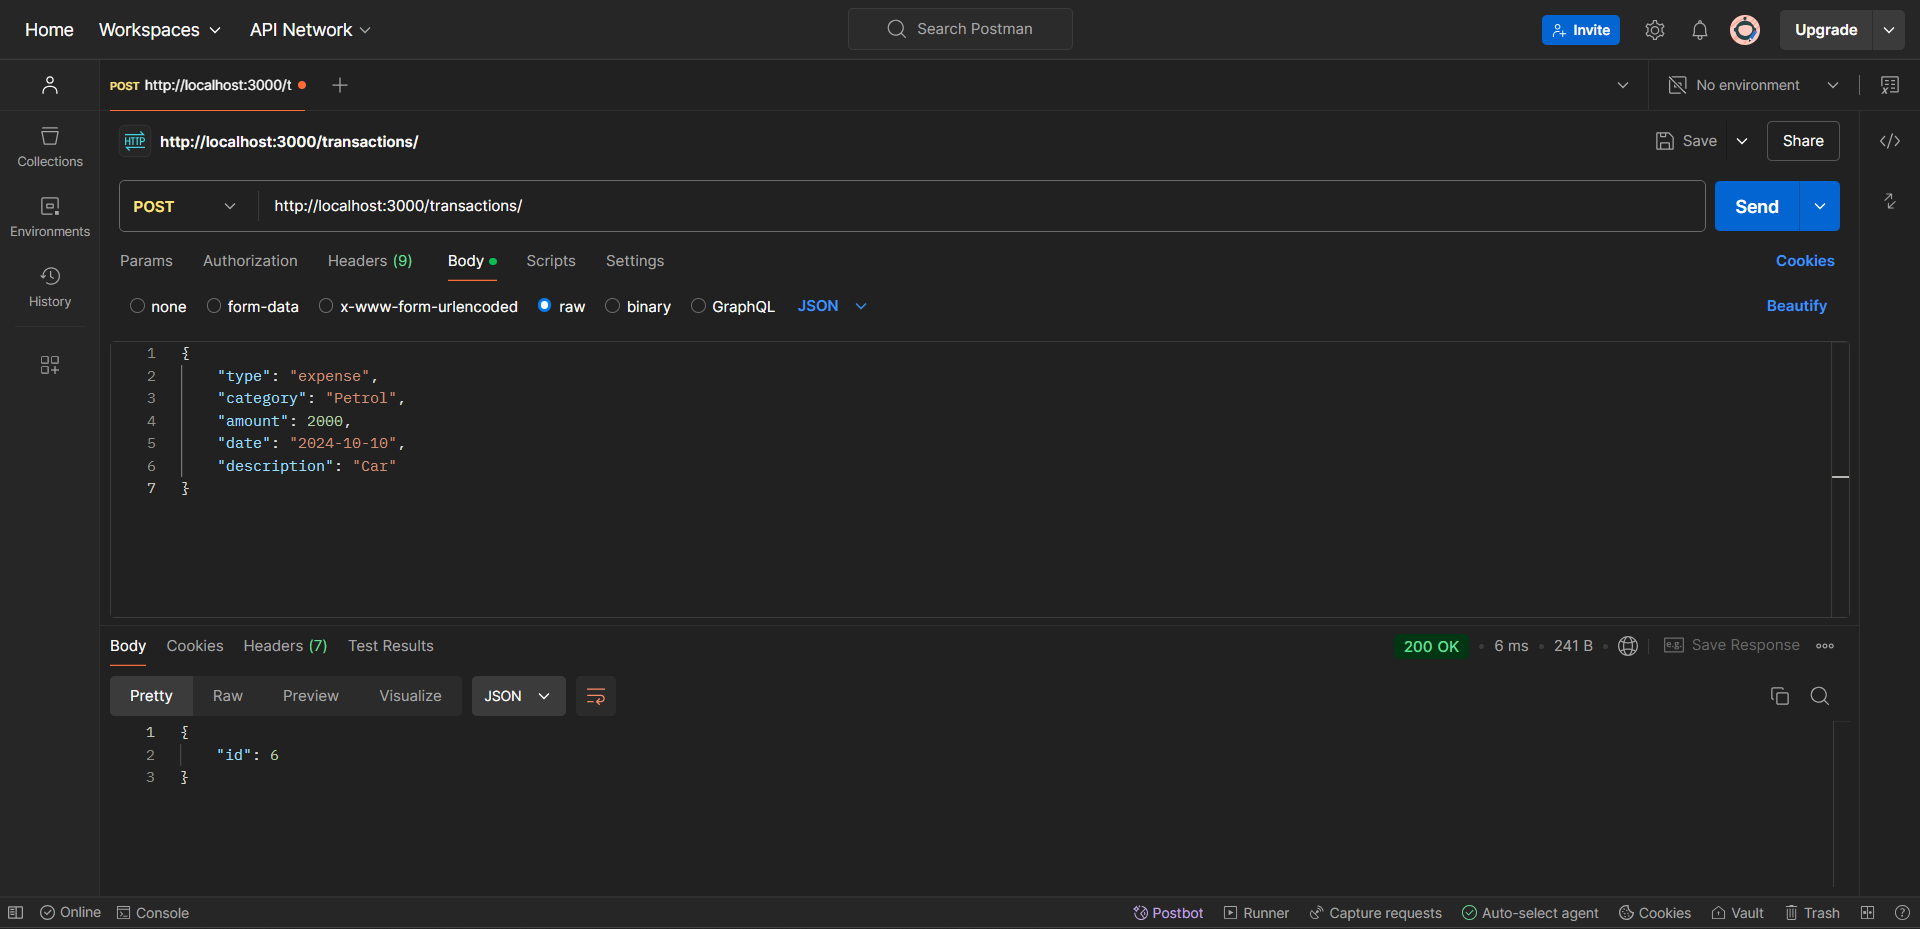 Home Workspaces API Network Search Postman Invite Upgrade
POST http://localhost:3000/t No environment
HTTP http://localhost:3000/transactions/ Save Share
Collections
POST http://localhost:3000/transactions/ Send
Environments
Params Authorization Headers (9) Body Scripts Settings Cookies
History
none form-data x-www-form-urlencoded raw binary GraphQL JSON Beautify
1 {
2 "type": "expense",
3 "category": "Petrol",
4 "amount": 2000,
5 "date": "2024-10-10",
6 "description": "Car"
7 }
Body Cookies Headers (7) Test Results 200 OK 6 ms 241 B e.g. Save Response
Pretty Raw Preview Visualize JSON
1 {
2 "id": 6
3 }
Online Console Postbot Runner Capture requests Auto-select agent Cookies Vault Trash